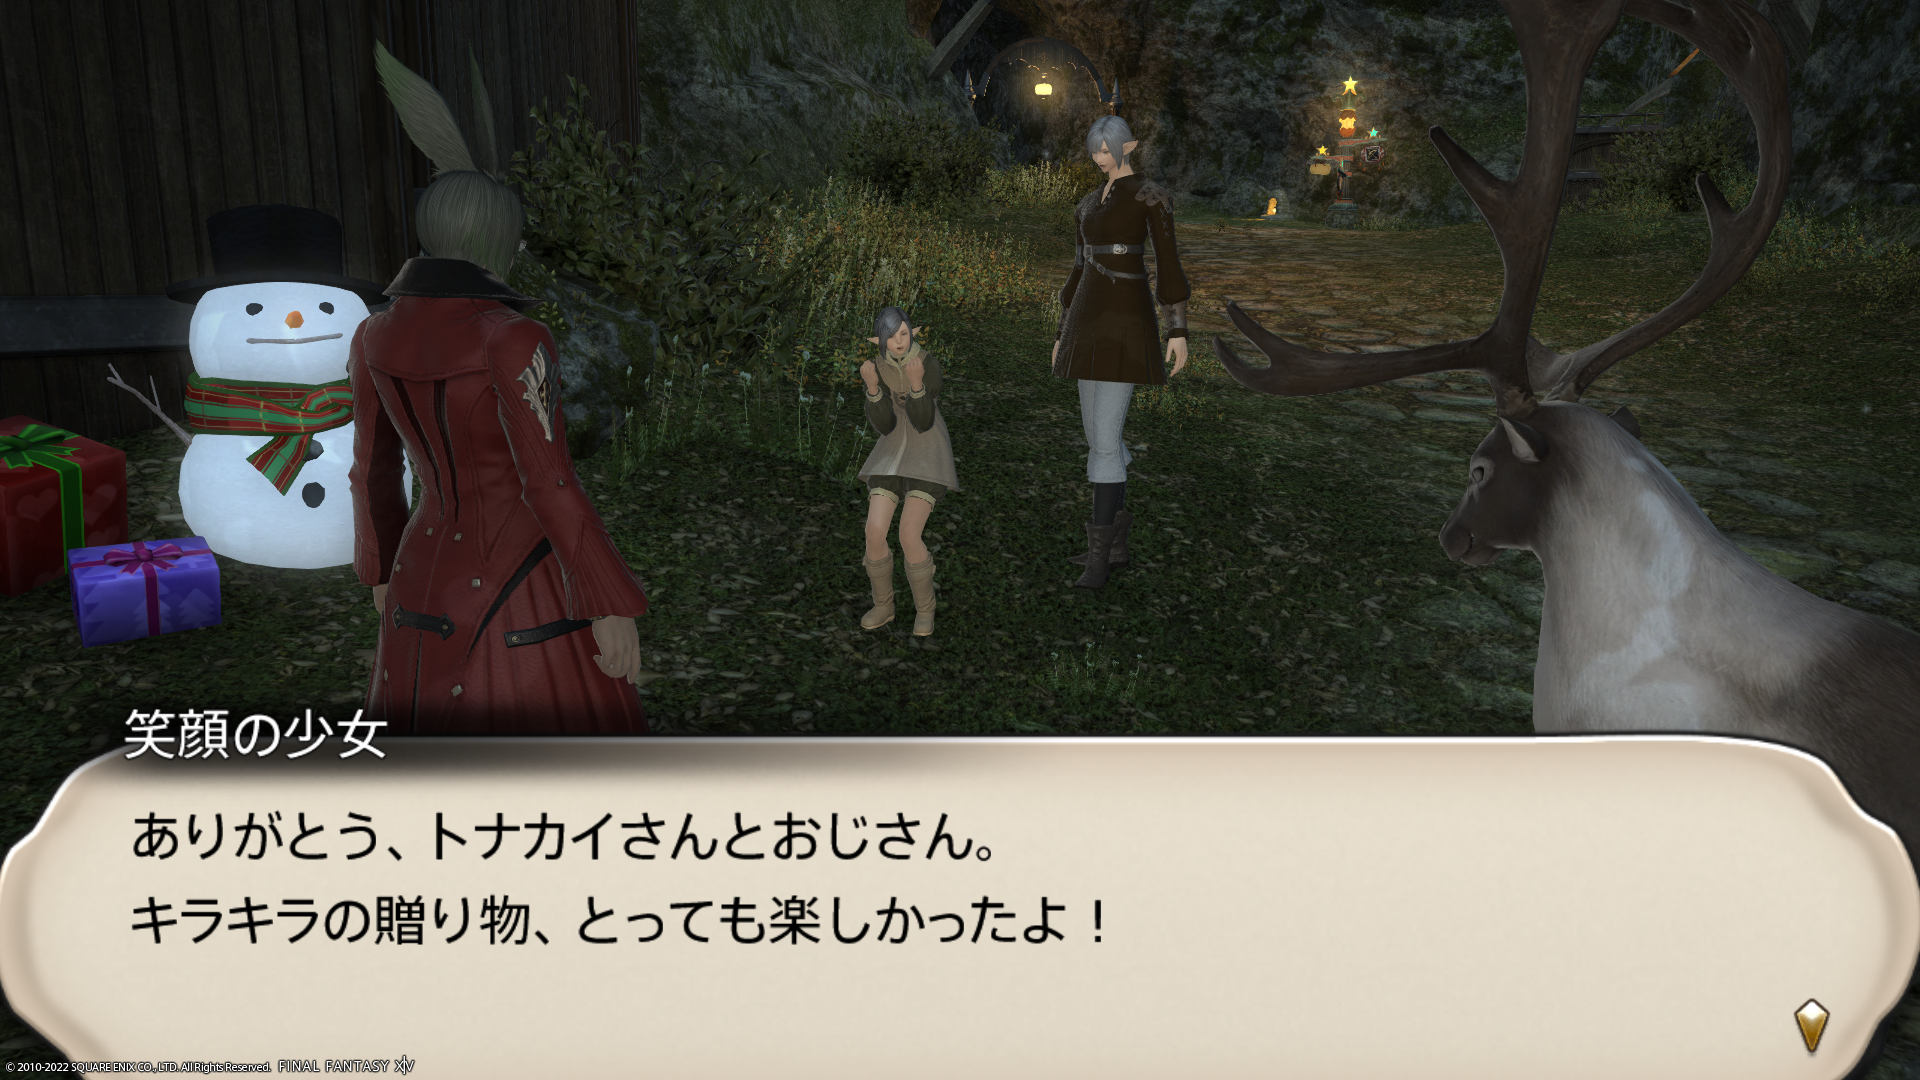 笑顔の少女
ありがとう、トナカイさんとおじさん。
キラキラの贈り物、とっても楽しかったよ！
© 2010-2022 SQUARE ENIX CO., LTD. All Rights Reserved. FINAL FANTASY XIV